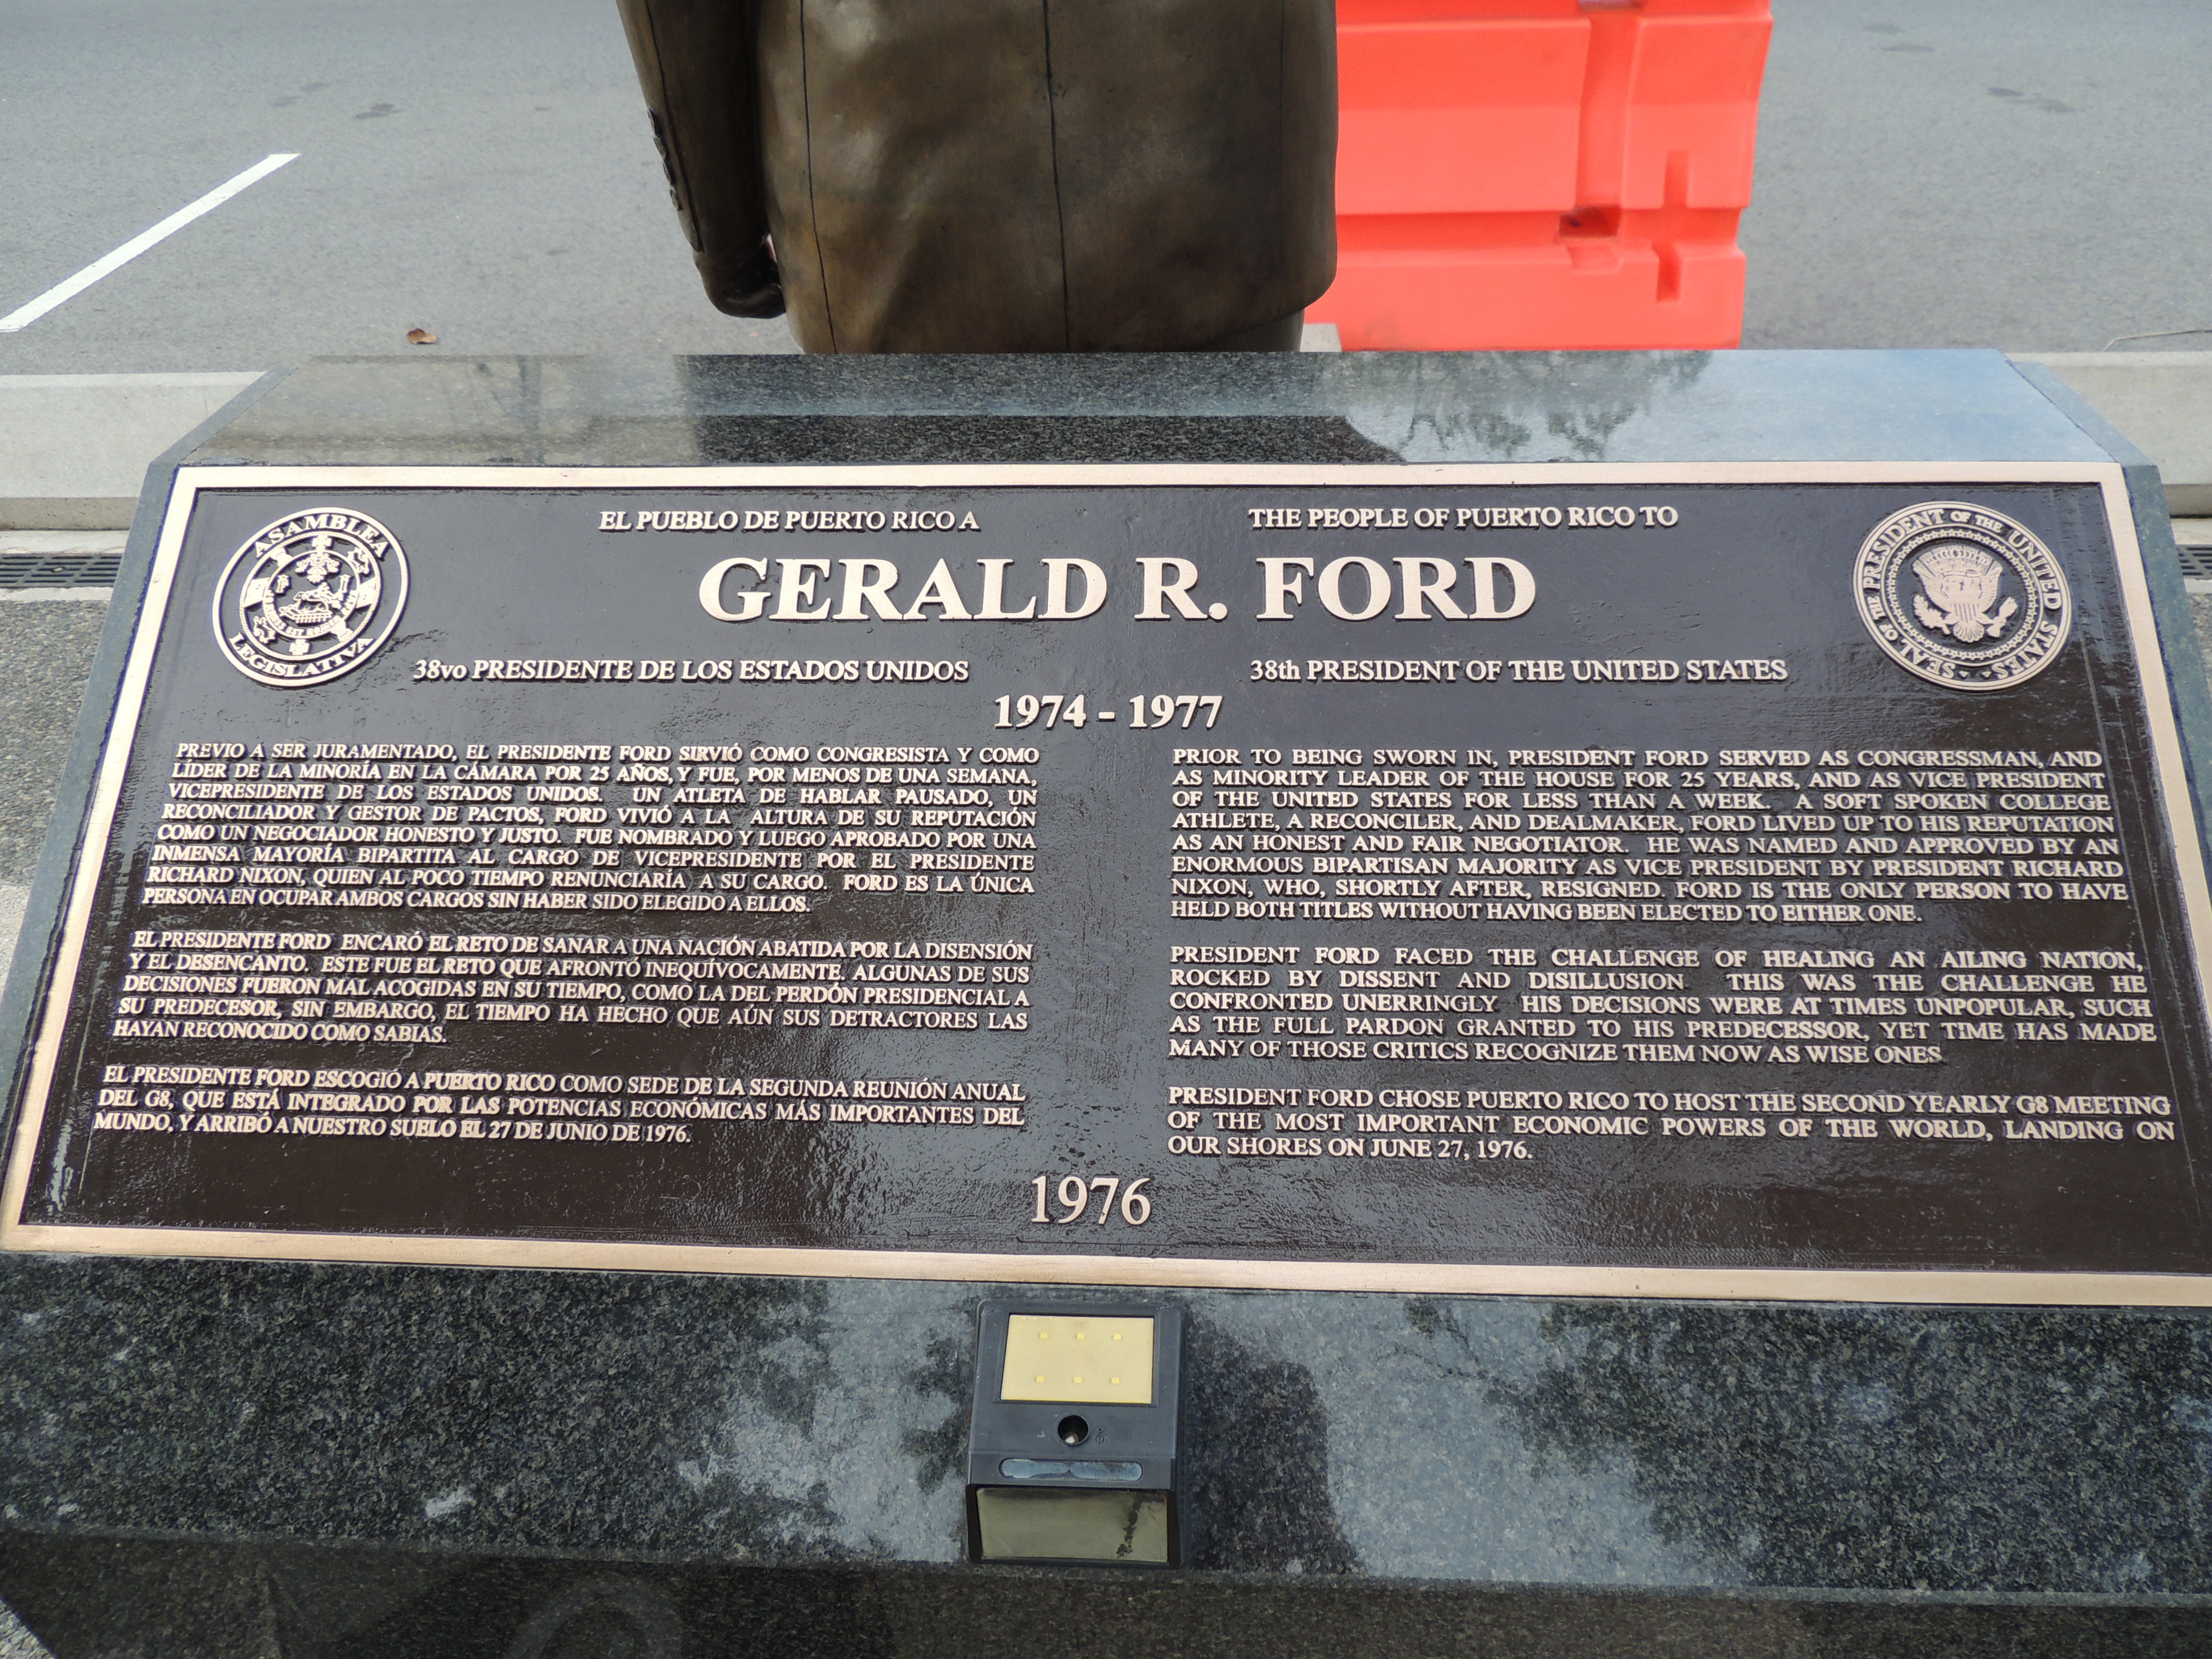 ASAMBLEA
LEGISLATIVA
EL PUEBLO DE PUERTO RICO A
THE PEOPLE OF PUERTO RICO TO
SEAL OF THE PRESIDENT OF THE UNITED STATES
GERALD R. FORD
38vo PRESIDENTE DE LOS ESTADOS UNIDOS
38th PRESIDENT OF THE UNITED STATES
1974 - 1977
PREVIO A SER JURAMENTADO, EL PRESIDENTE FORD SIRVIÓ COMO CONGRESISTA Y COMO
LÍDER DE LA MINORÍA EN LA CÁMARA POR 25 AÑOS, Y FUE, POR MENOS DE UNA SEMANA,
VICEPRESIDENTE DE LOS ESTADOS UNIDOS. UN ATLETA DE HABLAR PAUSADO, UN
RECONCILIADOR Y GESTOR DE PACTOS, FORD VIVIÓ A LA ALTURA DE SU REPUTACIÓN
COMO UN NEGOCIADOR HONESTO Y JUSTO. FUE NOMBRADO Y LUEGO APROBADO POR UNA
INMENSA MAYORÍA BIPARTITA AL CARGO DE VICEPRESIDENTE POR EL PRESIDENTE
RICHARD NIXON, QUIEN AL POCO TIEMPO RENUNCIARÍA A SU CARGO. FORD ES LA ÚNICA
PERSONA EN OCUPAR AMBOS CARGOS SIN HABER SIDO ELEGIDO A ELLOS.
EL PRESIDENTE FORD ENCARÓ EL RETO DE SANAR A UNA NACIÓN ABATIDA POR LA DISENSIÓN
Y EL DESENCANTO. ESTE FUE EL RETO QUE AFRONTÓ INEQUÍVOCAMENTE. ALGUNAS DE SUS
DECISIONES FUERON MAL ACOGIDAS EN SU TIEMPO, COMO LA DEL PERDÓN PRESIDENCIAL A
SU PREDECESOR, SIN EMBARGO, EL TIEMPO HA HECHO QUE AÚN SUS DETRACTORES LAS
HAYAN RECONOCIDO COMO SABIAS.
EL PRESIDENTE FORD ESCOGIÓ A PUERTO RICO COMO SEDE DE LA SEGUNDA REUNIÓN ANUAL
DEL G8, QUE ESTÁ INTEGRADO POR LAS POTENCIAS ECONÓMICAS MÁS IMPORTANTES DEL
MUNDO, Y ARRIBÓ A NUESTRO SUELO EL 27 DE JUNIO DE 1976.
PRIOR TO BEING SWORN IN, PRESIDENT FORD SERVED AS CONGRESSMAN, AND
AS MINORITY LEADER OF THE HOUSE FOR 25 YEARS, AND AS VICE PRESIDENT
OF THE UNITED STATES FOR LESS THAN A WEEK. A SOFT SPOKEN COLLEGE
ATHLETE, A RECONCILER, AND DEALMAKER, FORD LIVED UP TO HIS REPUTATION
AS AN HONEST AND FAIR NEGOTIATOR. HE WAS NAMED AND APPROVED BY AN
ENORMOUS BIPARTISAN MAJORITY AS VICE PRESIDENT BY PRESIDENT RICHARD
NIXON, WHO, SHORTLY AFTER, RESIGNED. FORD IS THE ONLY PERSON TO HAVE
HELD BOTH TITLES WITHOUT HAVING BEEN ELECTED TO EITHER ONE.
PRESIDENT FORD FACED THE CHALLENGE OF HEALING AN AILING NATION,
ROCKED BY DISSENT AND DISILLUSION THIS WAS THE CHALLENGE HE
CONFRONTED UNERRINGLY HIS DECISIONS WERE AT TIMES UNPOPULAR, SUCH
AS THE FULL PARDON GRANTED TO HIS PREDECESSOR, YET TIME HAS MADE
MANY OF THOSE CRITICS RECOGNIZE THEM NOW AS WISE ONES.
PRESIDENT FORD CHOSE PUERTO RICO TO HOST THE SECOND YEARLY G8 MEETING
OF THE MOST IMPORTANT ECONOMIC POWERS OF THE WORLD, LANDING ON
OUR SHORES ON JUNE 27, 1976.
1976